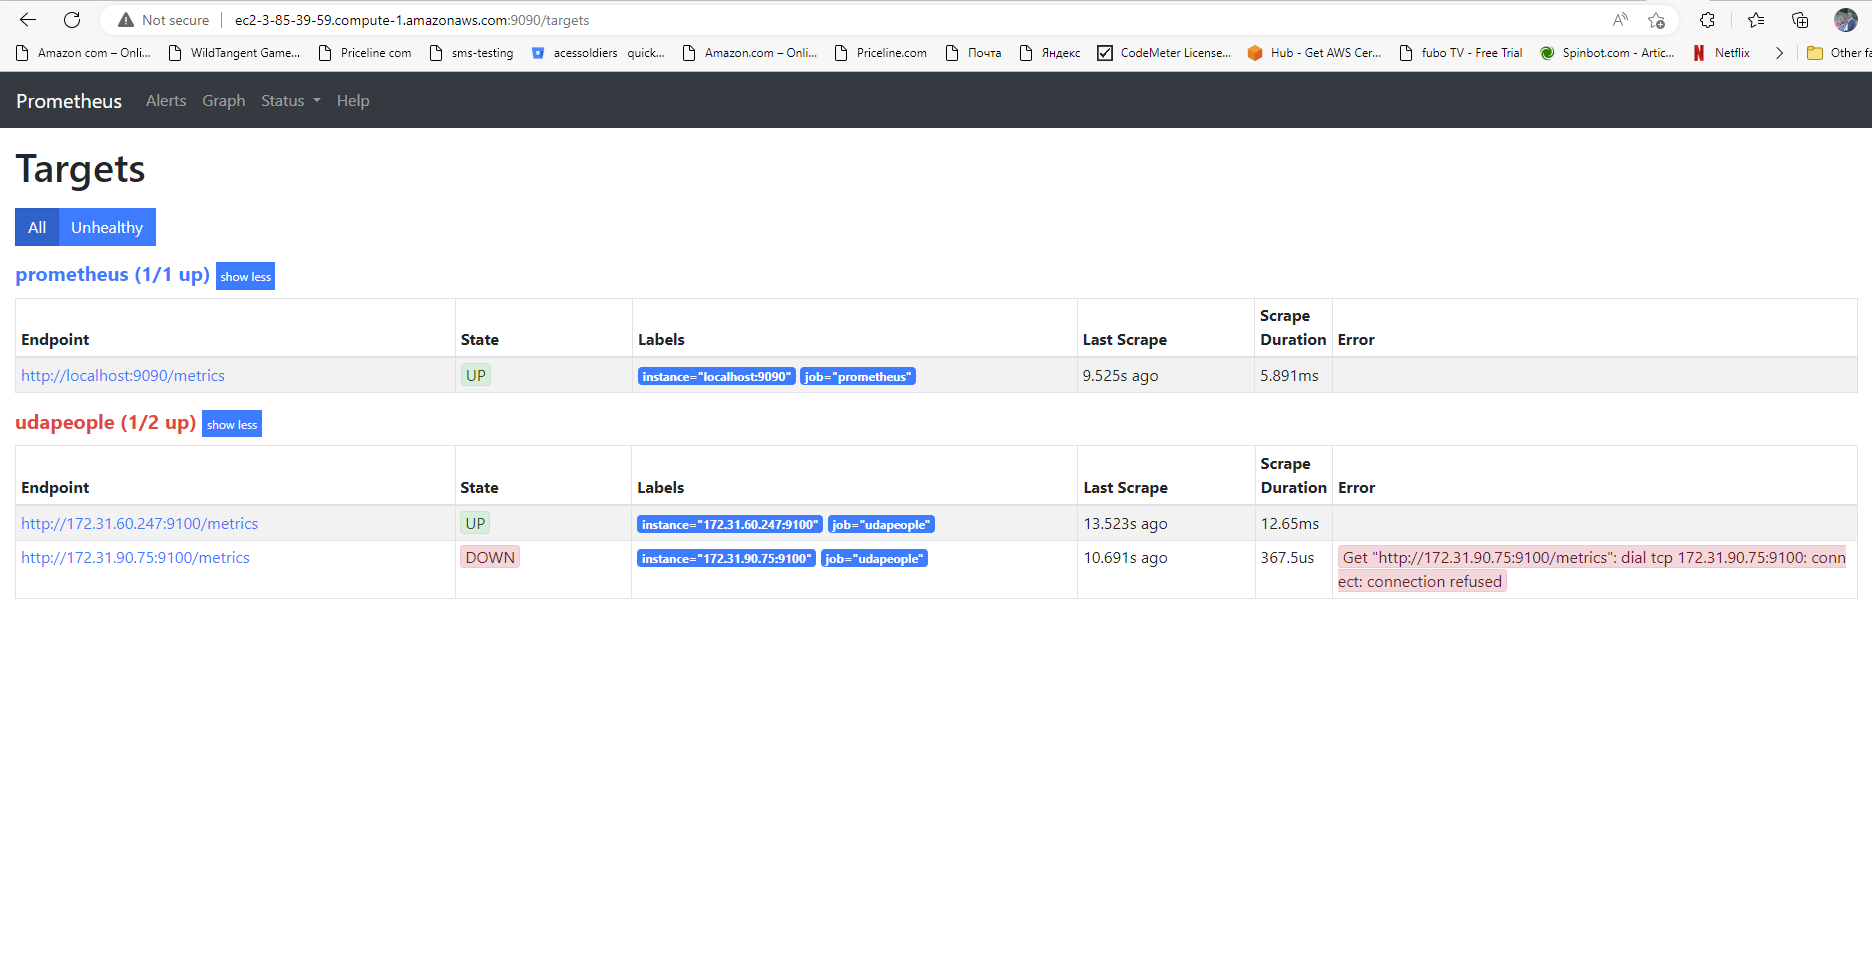 Not secure ec2-3-85-39-59.compute-1.amazonaws.com:9090/targets
Amazon com – Onli... WildTangent Game... Priceline com sms-testing acessoldiers quick... Amazon.com – Onli... Priceline.com Почта Яндекс CodeMeter License... Hub - Get AWS Cer... fubo TV - Free Trial Spinbot.com - Artic... Netflix Other fa
Prometheus Alerts Graph Status Help
Targets
All Unhealthy
prometheus (1/1 up) show less
Endpoint State Labels Last Scrape Scrape Duration Error
http://localhost:9090/metrics UP instance="localhost:9090" job="prometheus" 9.525s ago 5.891ms
udapeople (1/2 up) show less
Endpoint State Labels Last Scrape Scrape Duration Error
http://172.31.60.247:9100/metrics UP instance="172.31.60.247:9100" job="udapeople" 13.523s ago 12.65ms
http://172.31.90.75:9100/metrics DOWN instance="172.31.90.75:9100" job="udapeople" 10.691s ago 367.5us Get "http://172.31.90.75:9100/metrics": dial tcp 172.31.90.75:9100: conn
ect: connection refused